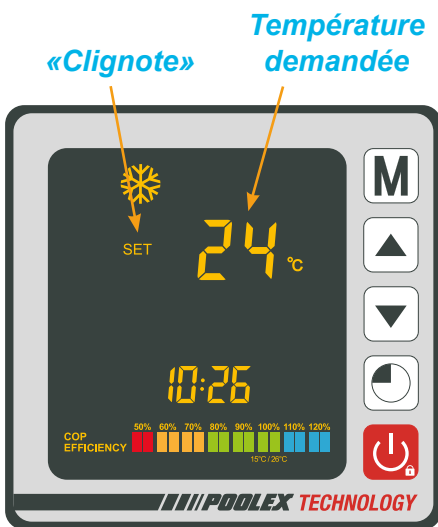 Température
«Clignote» demandée
SET 24 °C
M
10:26
50% 60% 70% 80% 90% 100% 110% 120%
COP
EFFICIENCY
15°C / 26°C
POOLEX TECHNOLOGY